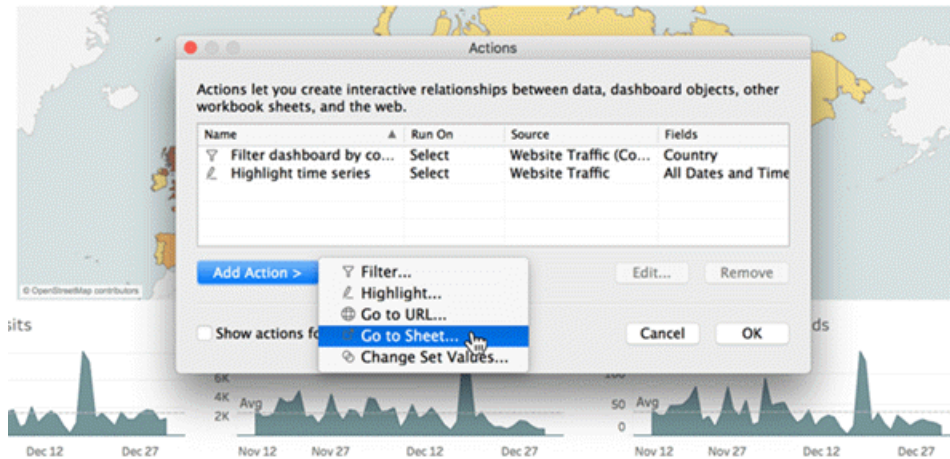 Actions
Actions let you create interactive relationships between data, dashboard objects, other
workbook sheets, and the web.
Name Run On Source Fields
Filter dashboard by co... Select Website Traffic (Co... Country
Highlight time series Select Website Traffic All Dates and Time
Add Action >
Filter...
Highlight...
Go to URL...
Go to Sheet...
Change Set Values...
Edit... Remove
Show actions fo
Cancel OK
© OpenStreetMap contributors
sits
ds
6K
4K
2K
Avg
100
50
0
Avg
Dec 12 Dec 27 Nov 12 Nov 27 Dec 12 Dec 27 Nov 12 Nov 27 Dec 12 Dec 27